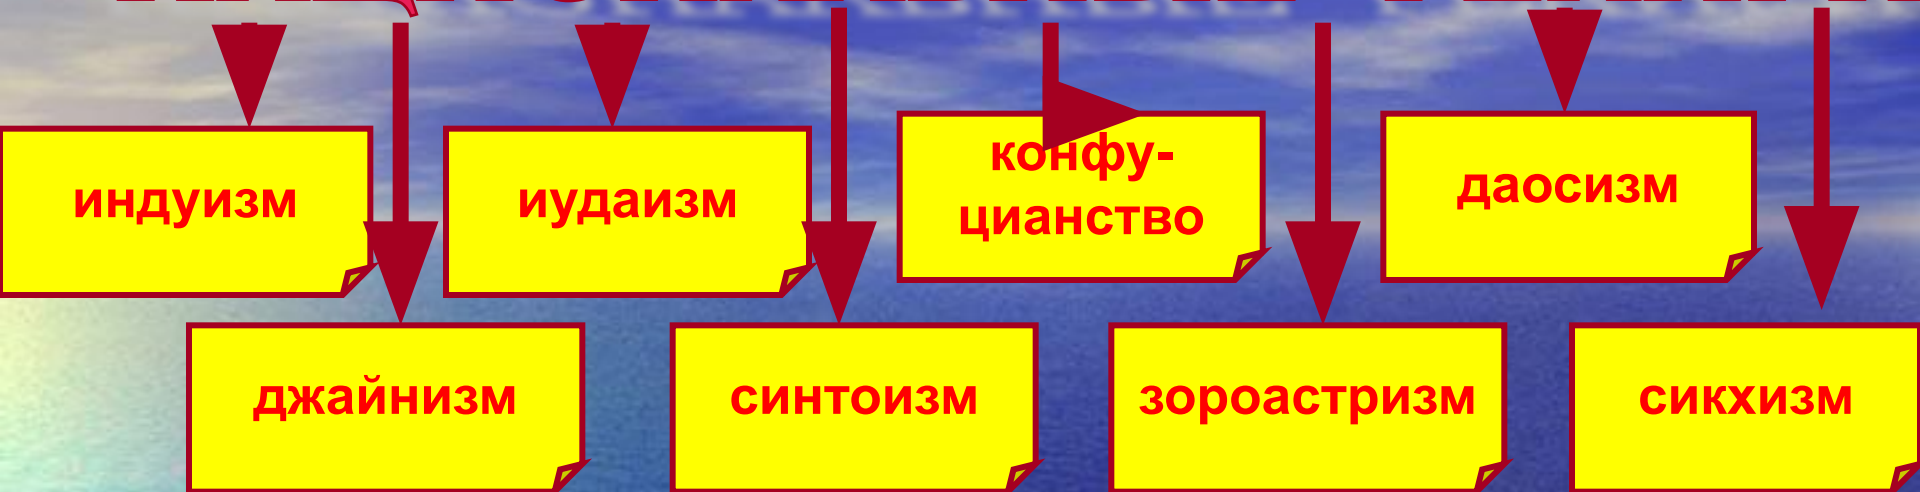 индуизм
иудаизм
конфу-
цианство
даосизм
джайнизм
синтоизм
зороастризм
сикхизм